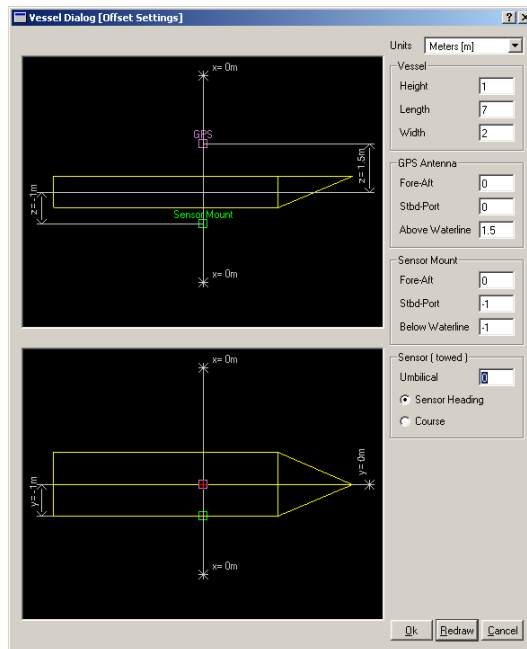 Vessel Dialog [Offset Settings]
Units Meters [m]
x= 0m
GPS
z= 1.5m
z=-1m
Sensor Mount
x= 0m
Vessel
Height 1
Length 7
Width 2
GPS Antenna
Fore-Aft 0
Stbd-Port 0
Above Waterline 1.5
Sensor Mount
Fore-Aft 0
Stbd-Port -1
Below Waterline -1
Sensor ( towed )
Umbilical 0
Sensor Heading
Course
x= 0m
y= 0m
y=-1m
x= 0m
Ok Redraw Cancel